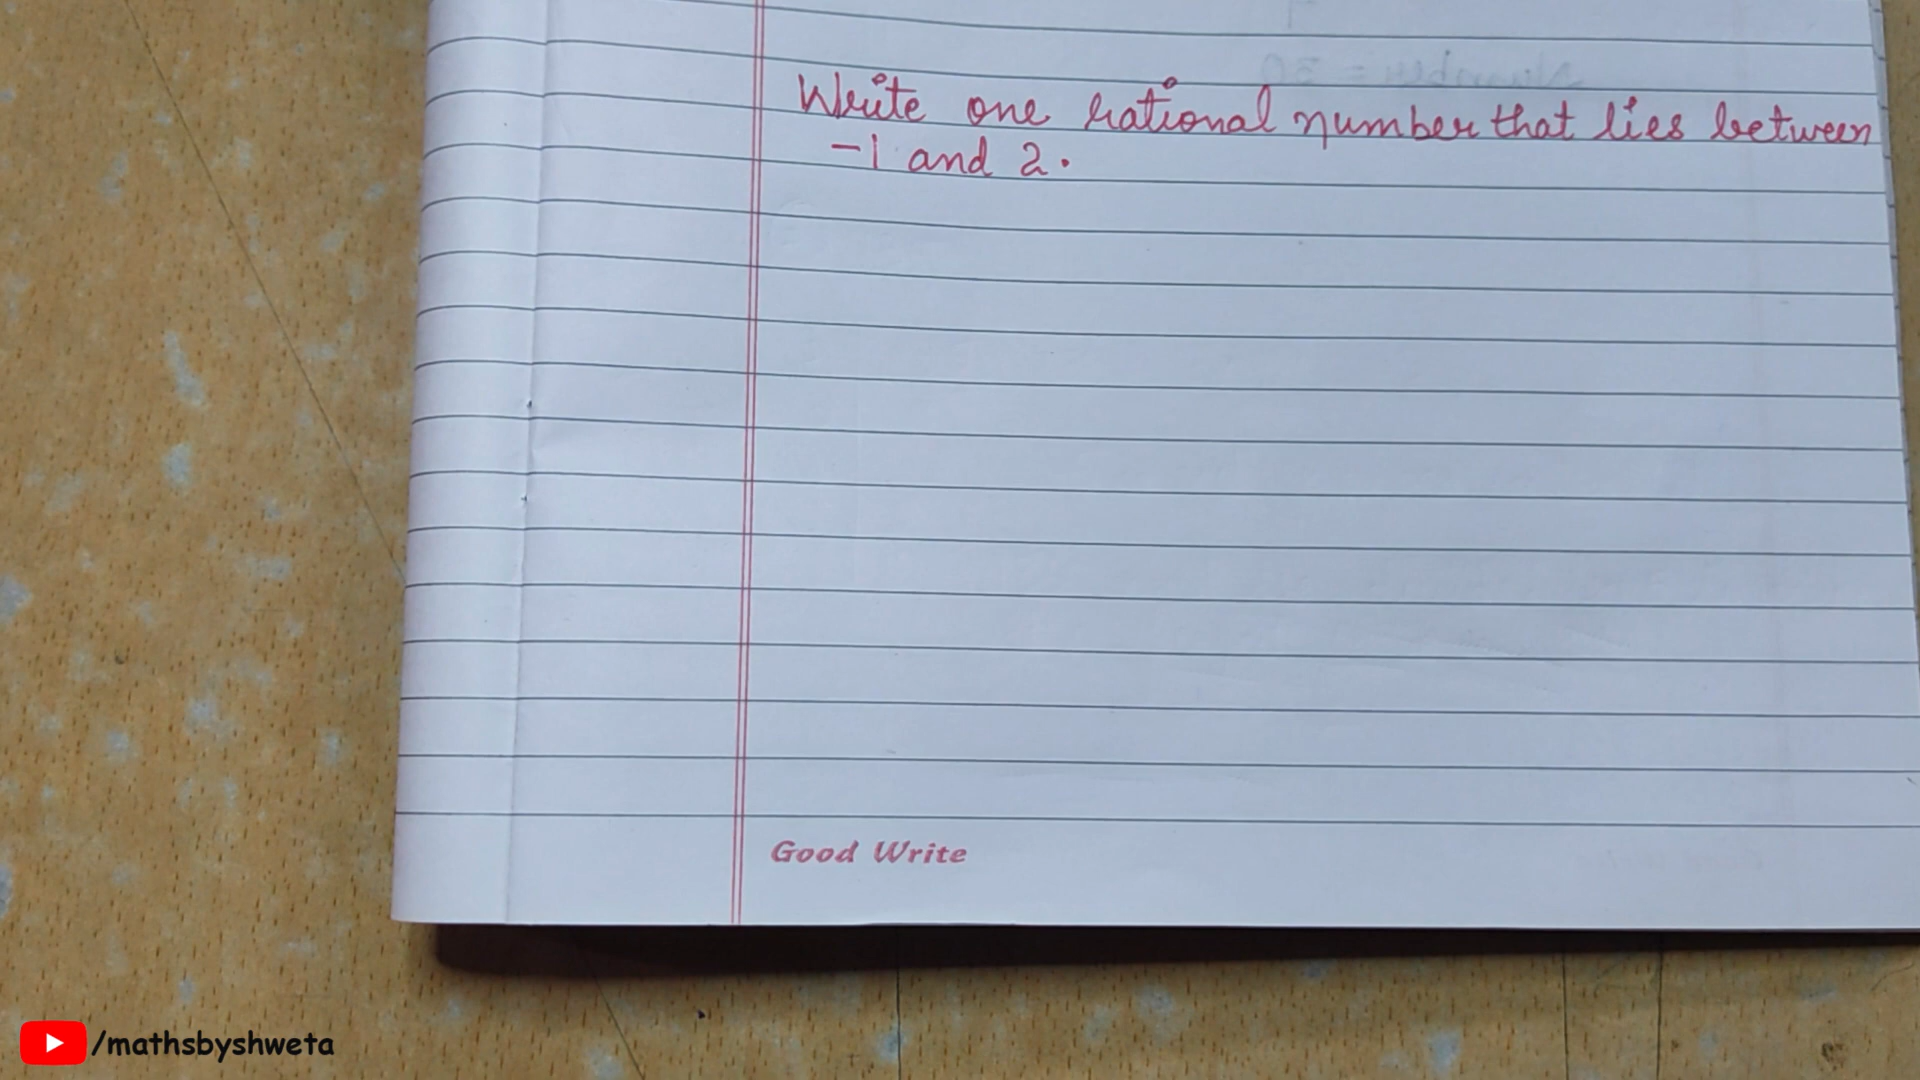 Write one rational number that lies between
-1 and 2.
Good Write
/mathsbyshweta